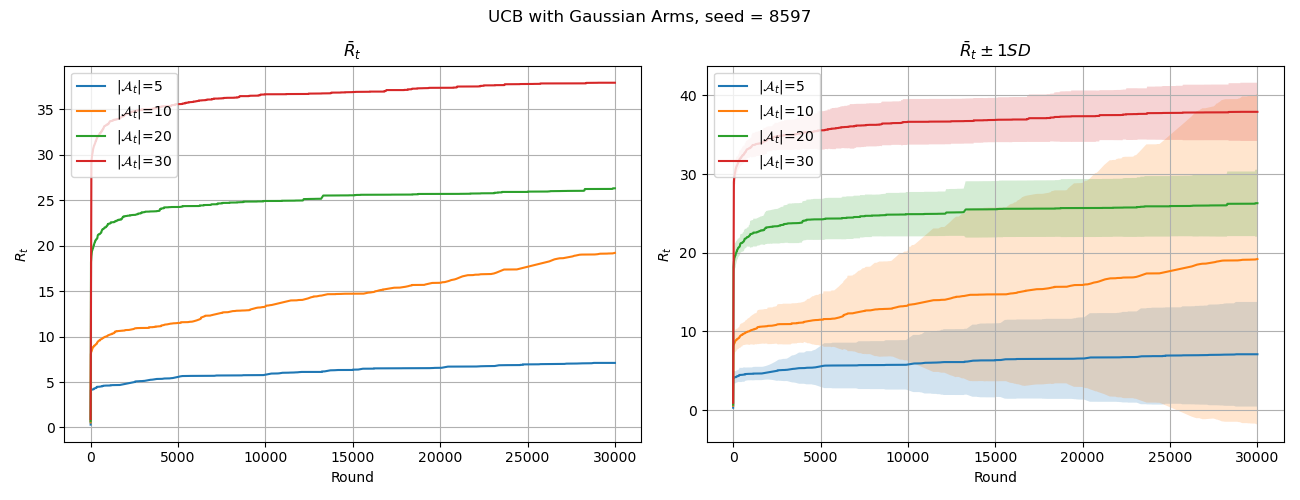 UCB with Gaussian Arms, seed = 8597
R̄ₜ
|𝒜ₜ|=5
|𝒜ₜ|=10
|𝒜ₜ|=20
|𝒜ₜ|=30
35
30
25
20
15
10
5
0
Rₜ
0 5000 10000 15000 20000 25000 30000
Round
R̄ₜ ± 1SD
|𝒜ₜ|=5
|𝒜ₜ|=10
|𝒜ₜ|=20
|𝒜ₜ|=30
40
30
20
10
0
Rₜ
0 5000 10000 15000 20000 25000 30000
Round